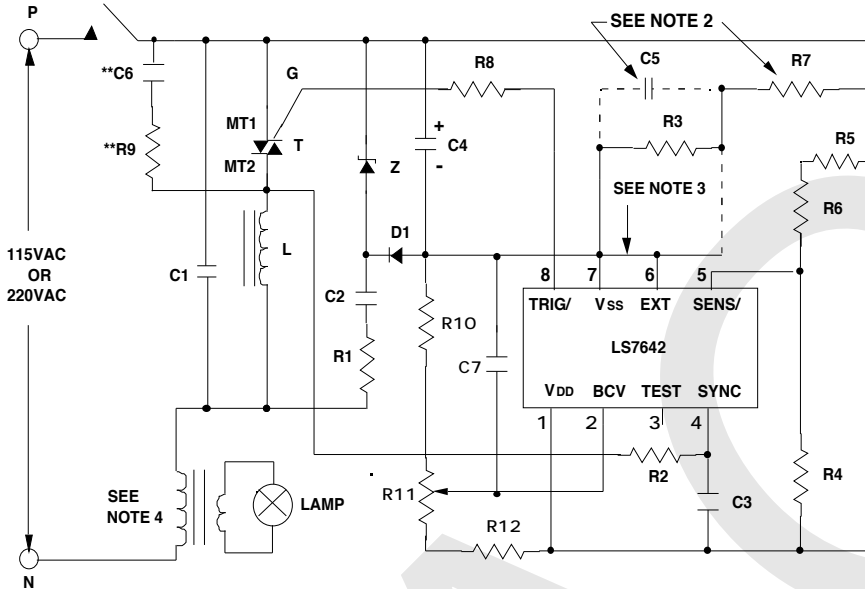 P
SEE NOTE 2
**C6
G
R8
C5
R7
MT1
T
MT2
**R9
+
C4
-
R3
R5
Z
SEE NOTE 3
R6
D1
115VAC
OR
220VAC
C1
L
8 7 6 5
C2
TRIG/ VSS EXT SENS/
R10
LS7642
R1
C7
VDD BCV TEST SYNC
1 2 3 4
R2
R4
SEE
NOTE 4
LAMP
R11
C3
R12
N